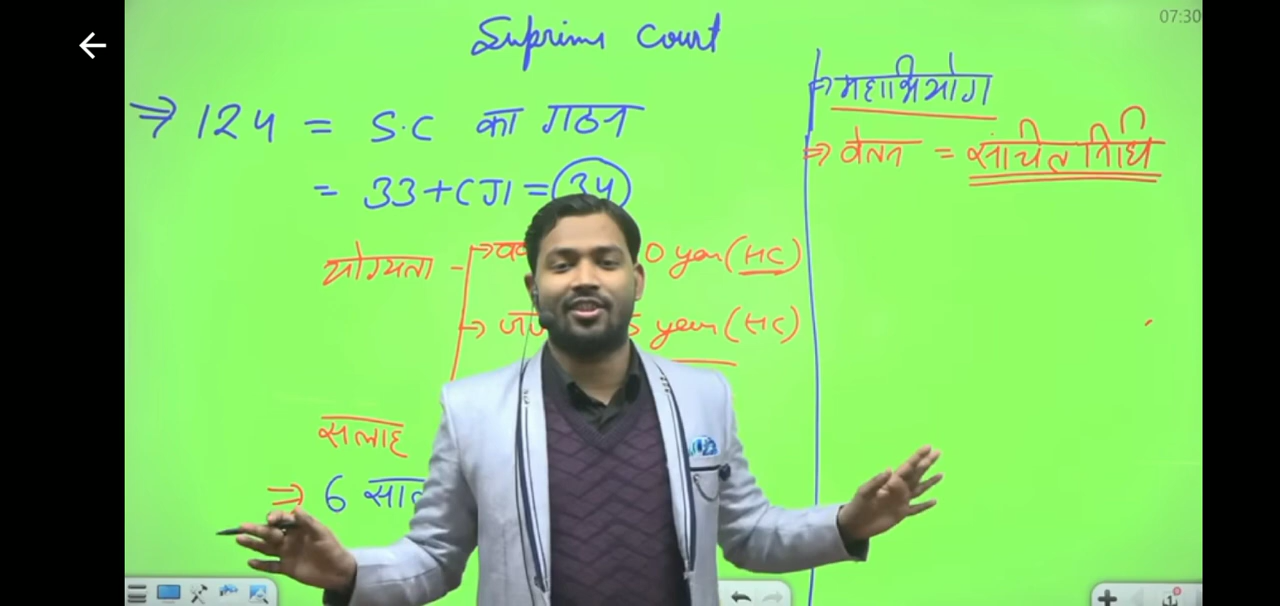 07:30
Suprime Court
⇒ 124 = S.C का गठन
= 33 + CJI = 34
योग्यता
0 year (HC)
5 year (HC)
सलाह
⇒ 6
⇒ महाभियोग
⇒ वेतन = संचित निधि